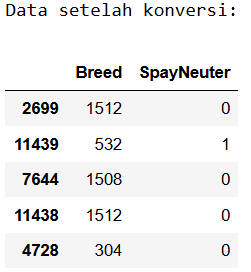 Data setelah konversi:
Breed SpayNeuter
2699 1512 0
11439 532 1
7644 1508 0
11438 1512 0
4728 304 0